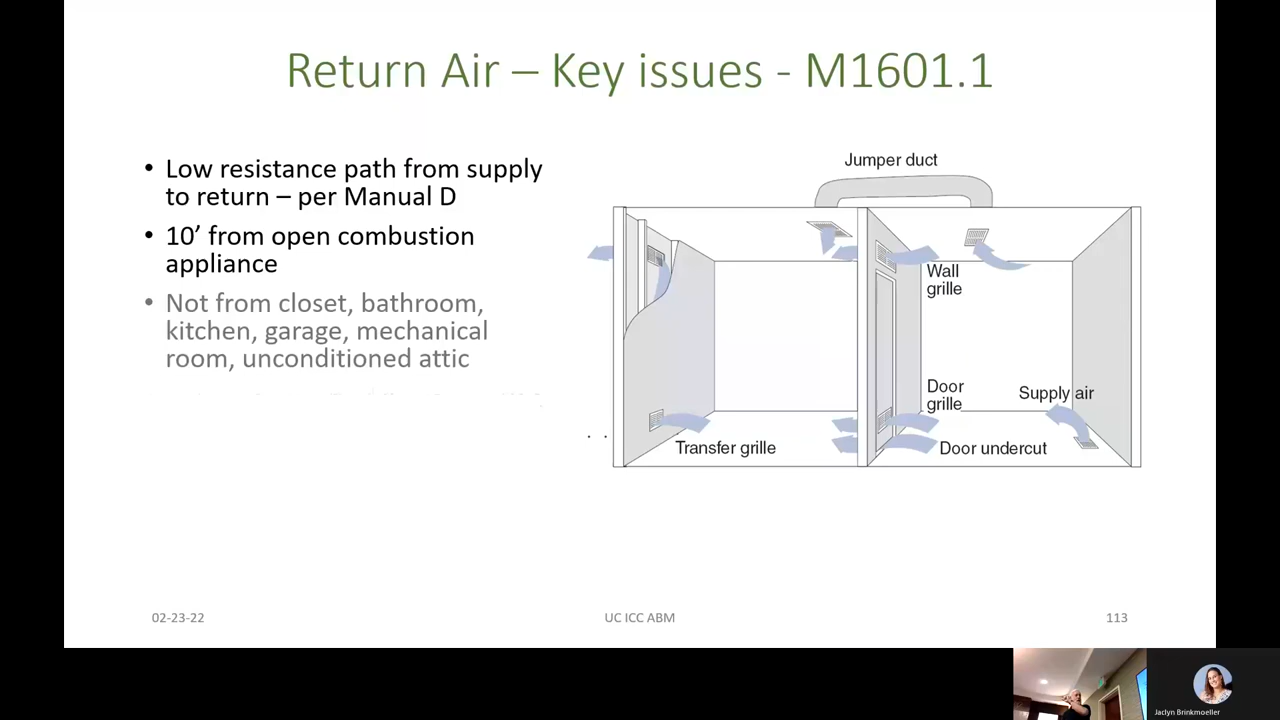 Return Air – Key issues - M1601.1
• Low resistance path from supply
to return – per Manual D
• 10’ from open combustion
appliance
• Not from closet, bathroom,
kitchen, garage, mechanical
room, unconditioned attic
Jumper duct
Wall
grille
Door
grille
Supply air
Transfer grille
Door undercut
02-23-22
UC ICC ABM
113
Jaclyn Brinkmoeller